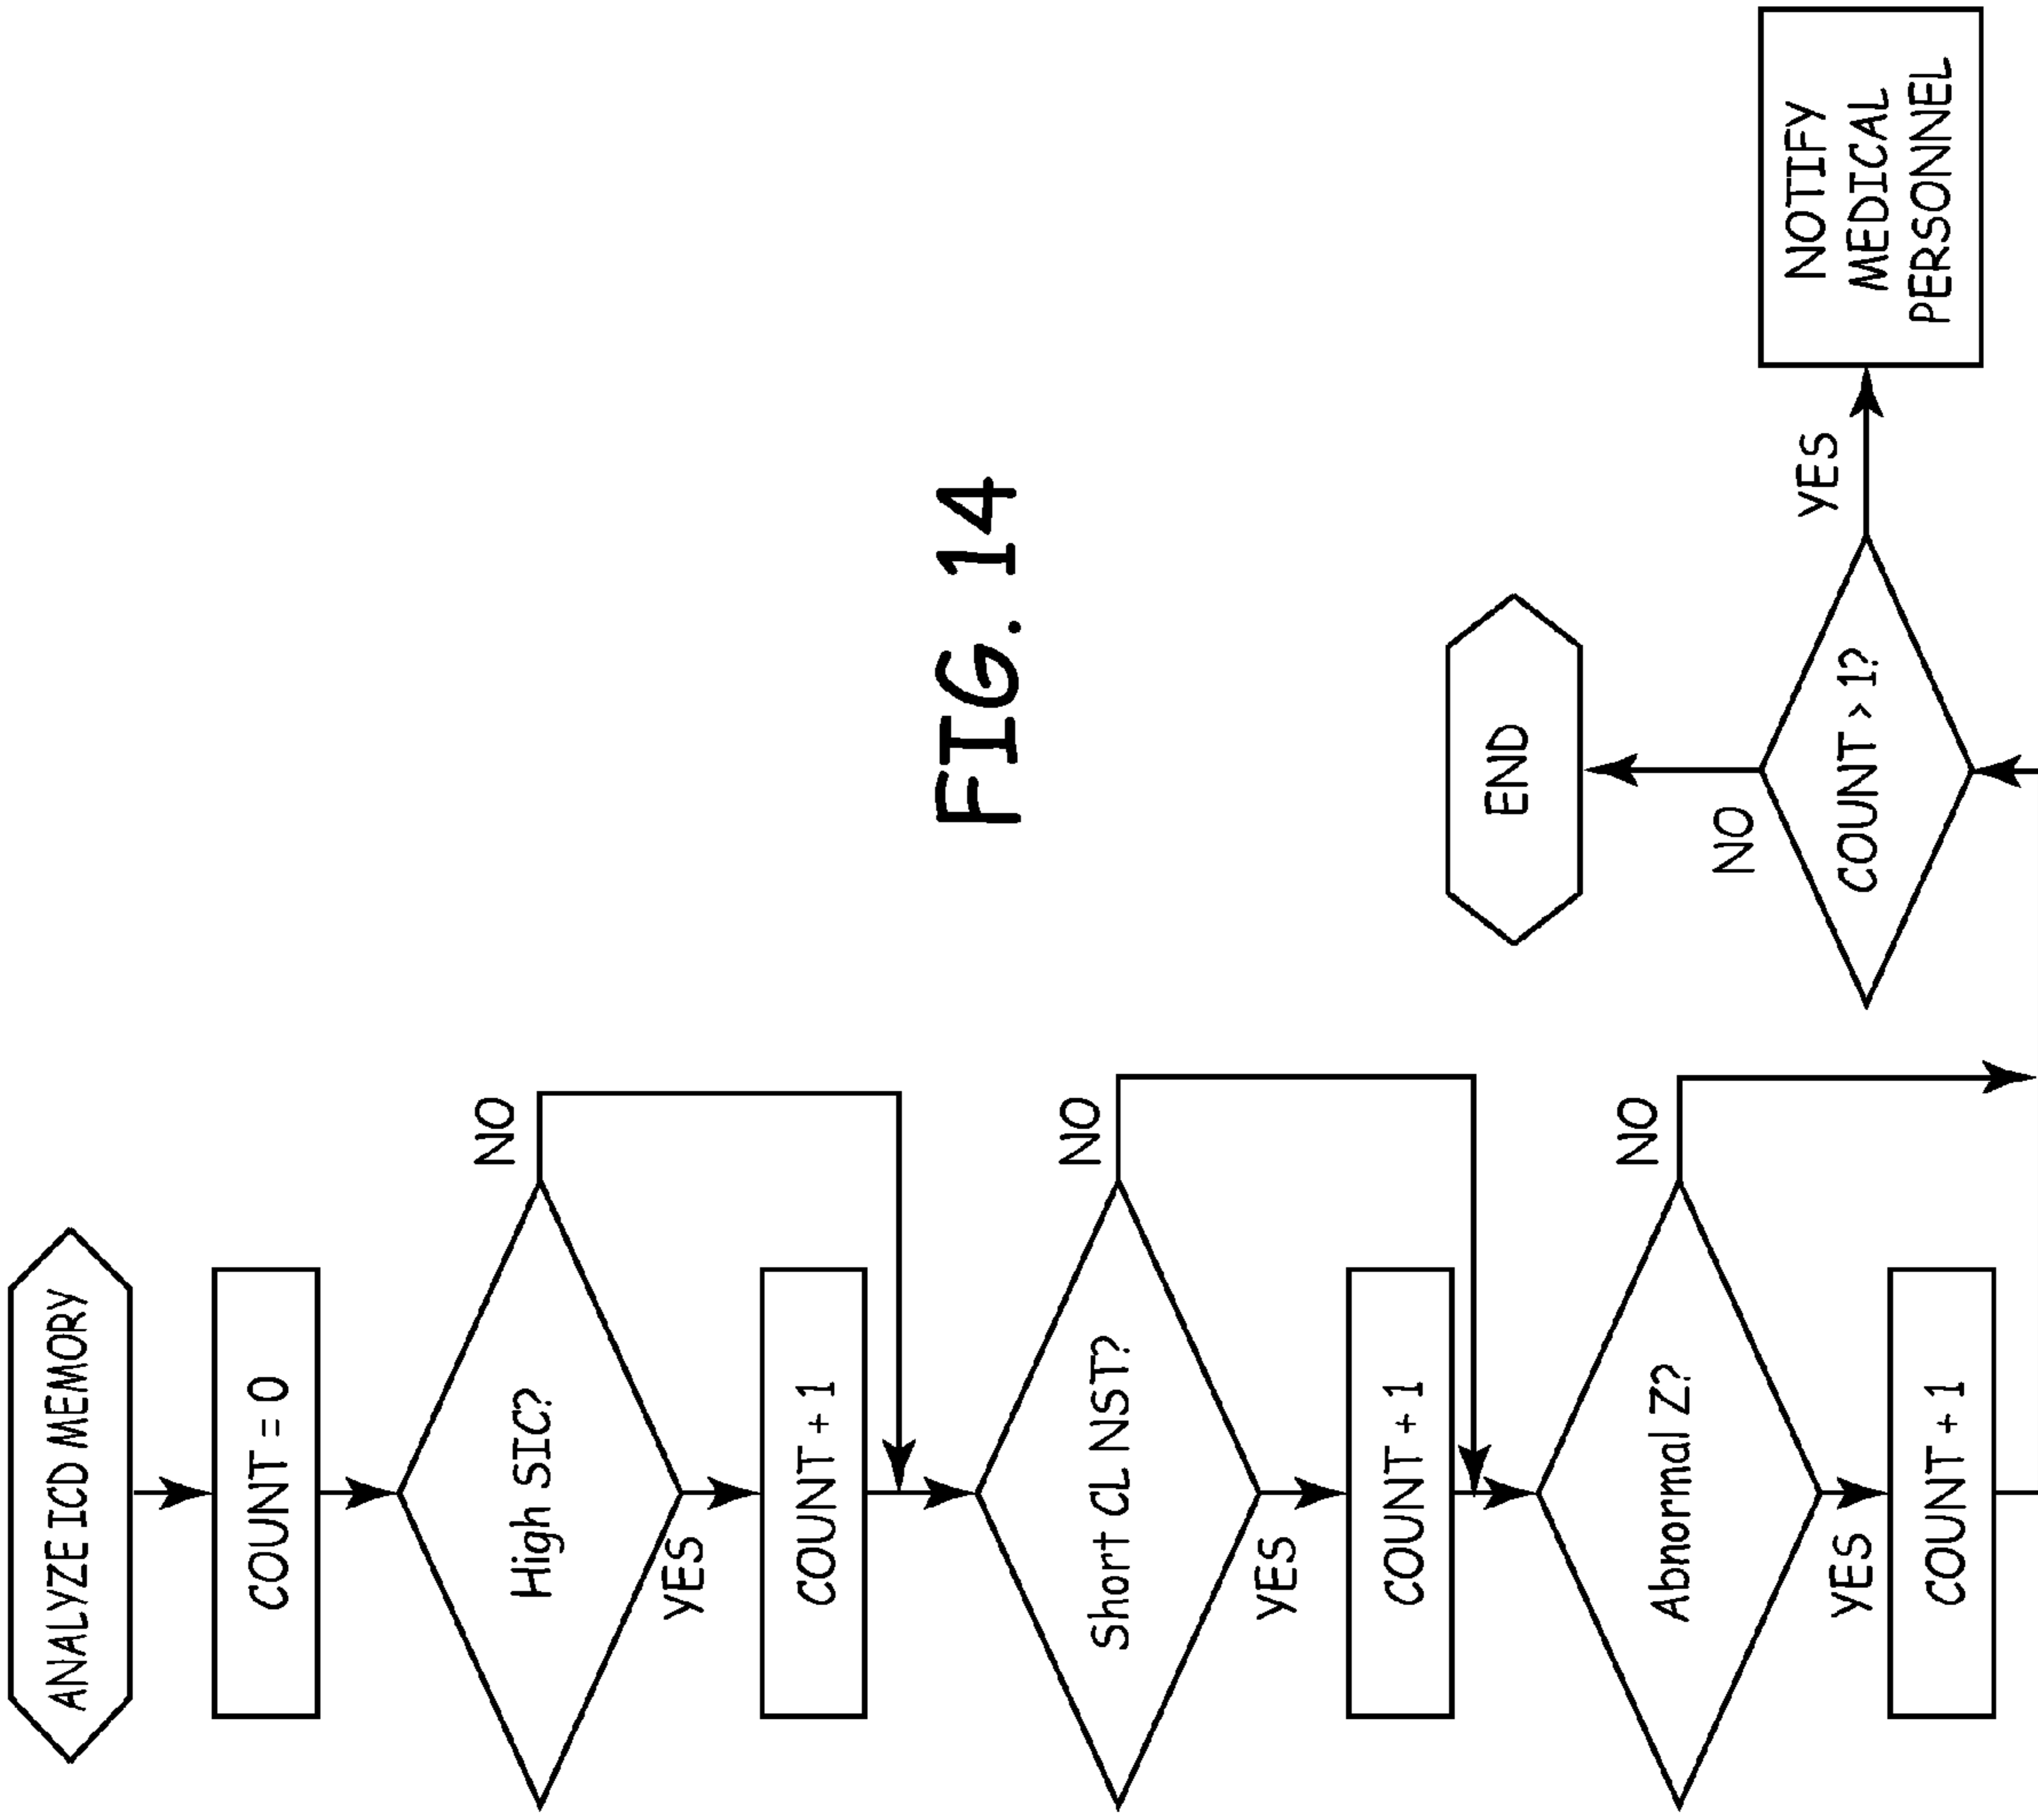 ANALYZE ICD MEMORY
COUNT = 0
High SIC?
NO
YES
COUNT + 1
Short CL NST?
NO
YES
COUNT + 1
Abnormal Z?
NO
YES
COUNT + 1
COUNT > 1?
NO
END
YES
NOTIFY
MEDICAL
PERSONNEL
FIG. 14